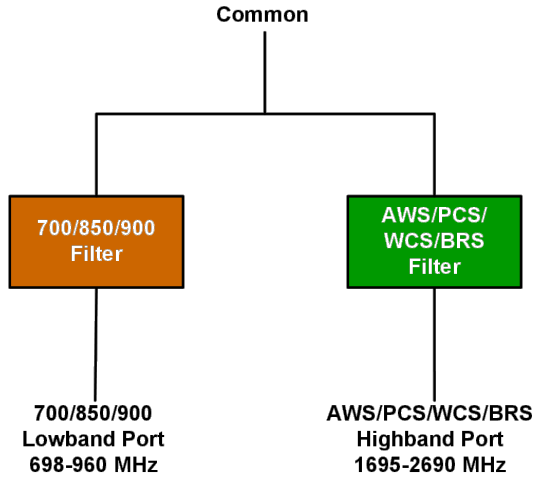 Common
700/850/900
Filter
AWS/PCS/
WCS/BRS
Filter
700/850/900
Lowband Port
698-960 MHz
AWS/PCS/WCS/BRS
Highband Port
1695-2690 MHz